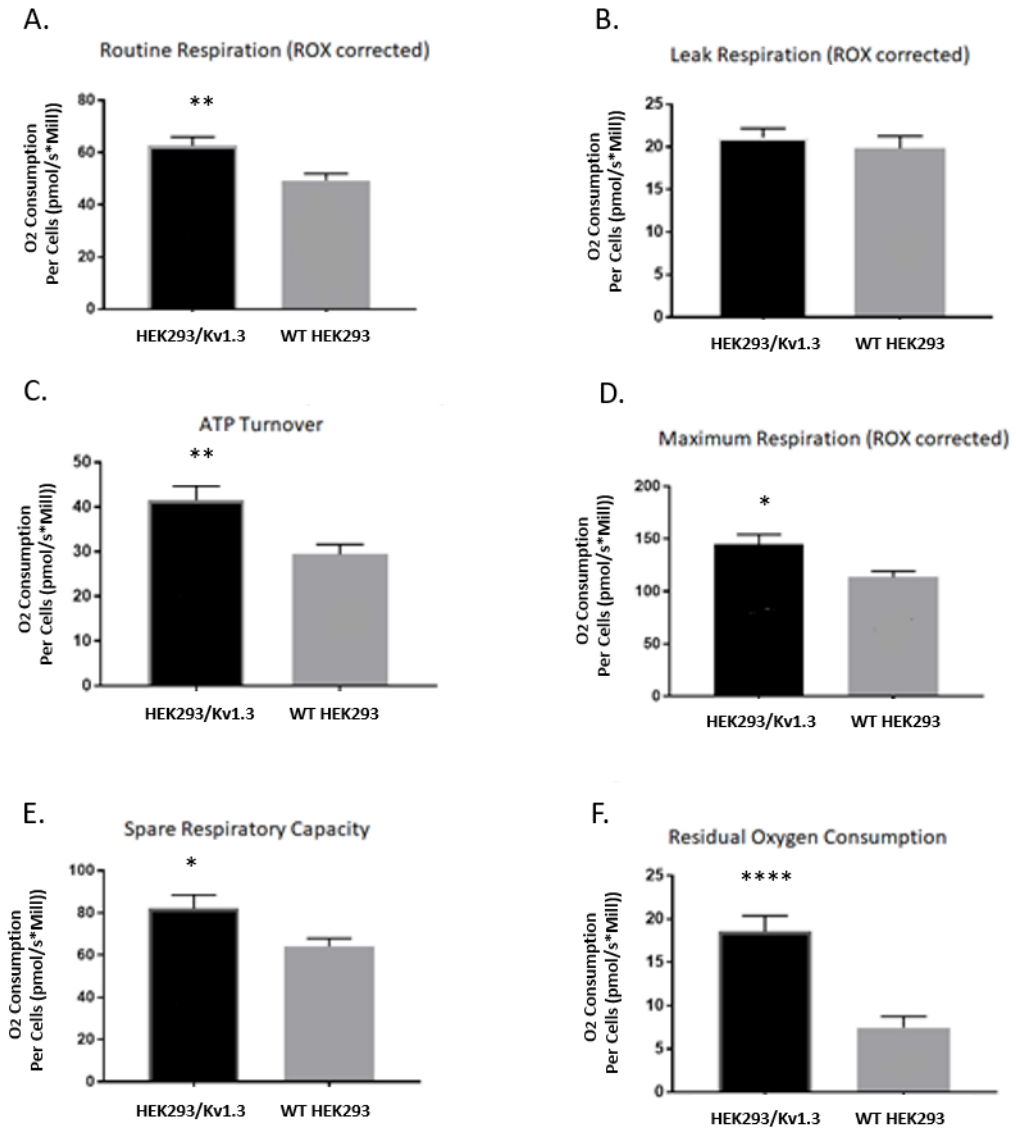 A.
Routine Respiration (ROX corrected)
**
O2 Consumption
Per Cells (pmol/s*Mill))
80
60
40
20
0
HEK293/Kv1.3 WT HEK293
B.
Leak Respiration (ROX corrected)
O2 Consumption
Per Cells (pmol/s*Mill))
25
20
15
10
5
0
HEK293/Kv1.3 WT HEK293
C.
ATP Turnover
**
O2 Consumption
Per Cells (pmol/s*Mill))
50
40
30
20
10
0
HEK293/Kv1.3 WT HEK293
D.
Maximum Respiration (ROX corrected)
*
O2 Consumption
Per Cells (pmol/s*Mill))
200
150
100
50
0
HEK293/Kv1.3 WT HEK293
E.
Spare Respiratory Capacity
*
O2 Consumption
Per Cells (pmol/s*Mill))
100
80
60
40
20
0
HEK293/Kv1.3 WT HEK293
F.
Residual Oxygen Consumption
****
O2 Consumption
Per Cells (pmol/s*Mill))
25
20
15
10
5
0
HEK293/Kv1.3 WT HEK293